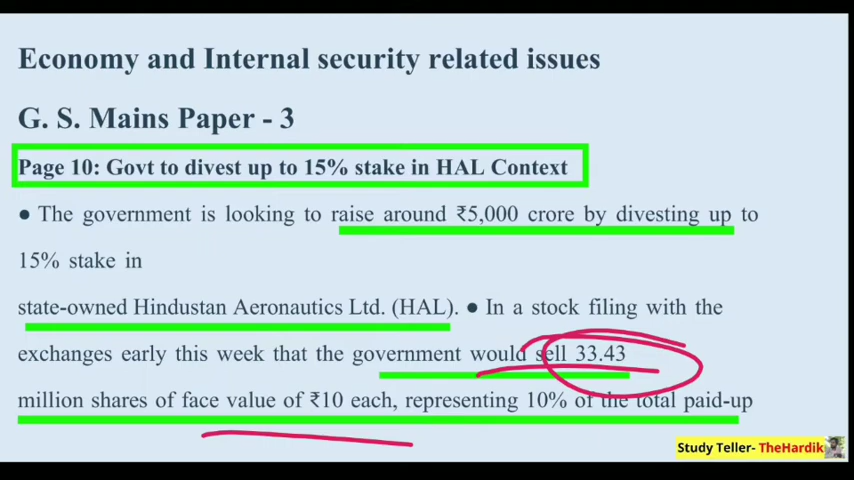 Economy and Internal security related issues
G. S. Mains Paper - 3
Page 10: Govt to divest up to 15% stake in HAL Context
● The government is looking to raise around ₹5,000 crore by divesting up to
15% stake in
state-owned Hindustan Aeronautics Ltd. (HAL). ● In a stock filing with the
exchanges early this week that the government would sell 33.43
million shares of face value of ₹10 each, representing 10% of the total paid-up
Study Teller- TheHardik